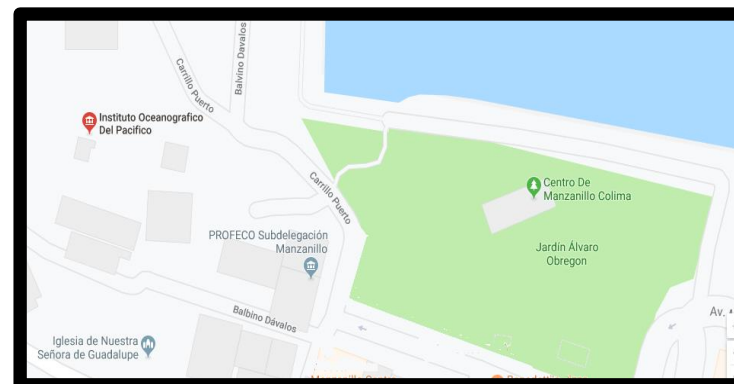 Balvino Davalos
Carrillo Puerto
Instituto Oceanografico
Del Pacifico
Carrillo Puerto
Centro De
Manzanillo Colima
PROFECO Subdelegación
Manzanillo
Jardín Álvaro
Obregon
Balbino Dávalos
Av.
Iglesia de Nuestra
Señora de Guadalupe